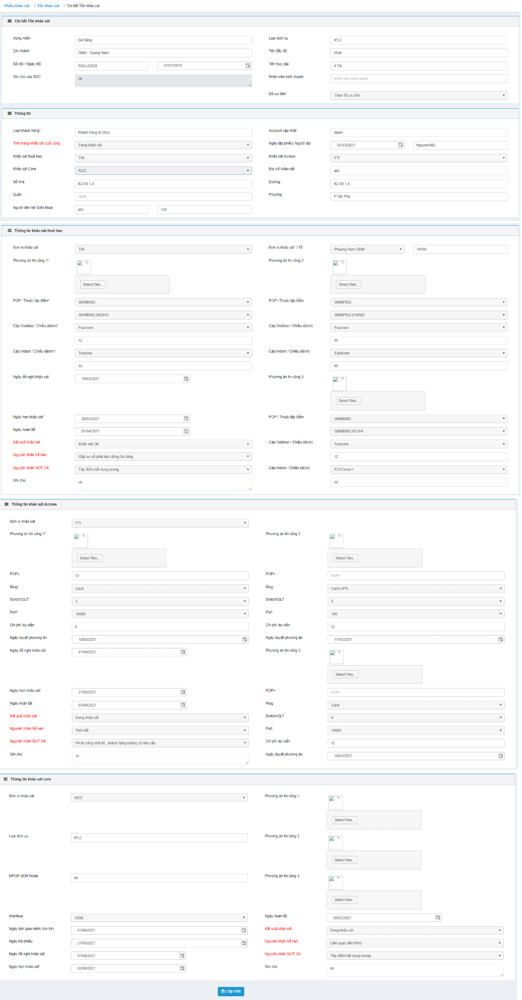 Phiếu khảo sát / Tồn khảo sát / Chi tiết Tồn khảo sát
Chi tiết Tồn khảo sát
Vùng miền Đà Nẵng Loại dịch vụ IPLC
Chi nhánh QNM - Quang Nam Tên đầy đủ Nhat
Số HĐ / Ngày HĐ SGLL22828 01/01/2019 Tên truy cập A Tải
Ghi chú của SDC ok Nhân viên kinh doanh Nhân viên kinh doanh
Độ ưu tiên* Chọn độ ưu tiên
Thông tin
Loại khách hàng* Khách hàng tổ chức Account cập nhật taipm
Tình trạng khảo sát cuối cùng Đang khảo sát Ngày lập phiếu/ Người lập 02/03/2021 NguyenNBL
Khảo sát thuê bao TIN Khảo sát Access FTI
Khảo sát Core NOC Địa chỉ khảo sát abc
Số nhà B2,Số 1,A Đường B2,Số 1,A
Quận Quận Phường P.Tân Phú
Người liên hệ/ Điện thoại abc 124
Thông tin khảo sát thuê bao
Đơn vị khảo sát TIN Đơn vị khảo sát* / Tổ Phuong Nam QNM 10000
Phương án thi công 1* Phương án thi công 2
Select files... Select files...
POP / Thuộc tập điểm* QNMB002 POP / Thuộc tập điểm QNMP033
QNMB002.002/HO QNMP033.019/MO
Cáp Outdoor / Chiều dài(m)* Fourcore Cáp Outdoor / Chiều dài(m) Fourcore
12 45
Cáp Indoor / Chiều dài(m)* Twocore Cáp Indoor / Chiều dài(m) Eightcore
34 65
Ngày đề nghị khảo sát 18/03/2021 Phương án thi công 3
Select files...
Ngày hẹn khảo sát* 20/03/2021 POP / Thuộc tập điểm QNMB002
Ngày hoàn tất 01/04/2021 QNMB002.001/HF
Kết quả khảo sát Khảo sát OK Cáp Outdoor / Chiều dài(m) Fourcore
Nguyên nhân trễ hẹn Gặp sự cố phải tạm dừng thi công 12
Nguyên nhân NOT OK Tập điểm hết dung lượng Cáp Indoor / Chiều dài(m) FO1CoreA1
Ghi chú ok 34
Thông tin khảo sát Access
Đơn vị khảo sát FTI
Phương án thi công 1* Phương án thi công 2
Select files... Select files...
POP+ 12 POP+ POP+
Ring* Cacti Ring Cacti-OPS
Switch/OLT* 3 Switch/OLT 2
Port* 10000 Port 100
Chi phí dự kiến 0 Chi phí dự kiến 12
Ngày duyệt phương án 18/03/2021 Ngày duyệt phương án 17/03/2021
Ngày đề nghị khảo sát 01/04/2021 Phương án thi công 3
Select files...
Ngày hẹn khảo sát* 27/03/2021 POP+ POP+
Ngày hoàn tất 03/04/2021 Ring Cacti
Kết quả khảo sát Đang khảo sát Switch/OLT 4
Nguyên nhân trễ hẹn Thời tiết Port 10000
Nguyên nhân NOT OK PA thi công khả thi, khách hàng không có nhu cầu Chi phí dự kiến 12
Ghi chú ok Ngày duyệt phương án 10/03/2021
Thông tin khảo sát core
Đơn vị khảo sát NOC Phương án thi công 1
Select files...
Loại dịch vụ IPLC Phương án thi công 2
Select files...
MPOP-SDH Node ok Phương án thi công 3
Select files...
Interface 10GE Ngày hoàn tất 26/03/2021
Ngày bàn giao kênh cho KH 01/04/2021 Kết quả khảo sát Đang khảo sát
Ngày trả phiếu 27/03/2021 Nguyên nhân trễ hẹn Liên quan đến KHG
Ngày đề nghị khảo sát 01/04/2021 Nguyên nhân NOT OK Tập điểm hết dung lượng
Ngày hẹn khảo sát* 02/04/2021 Ghi chú ok
Cập nhật